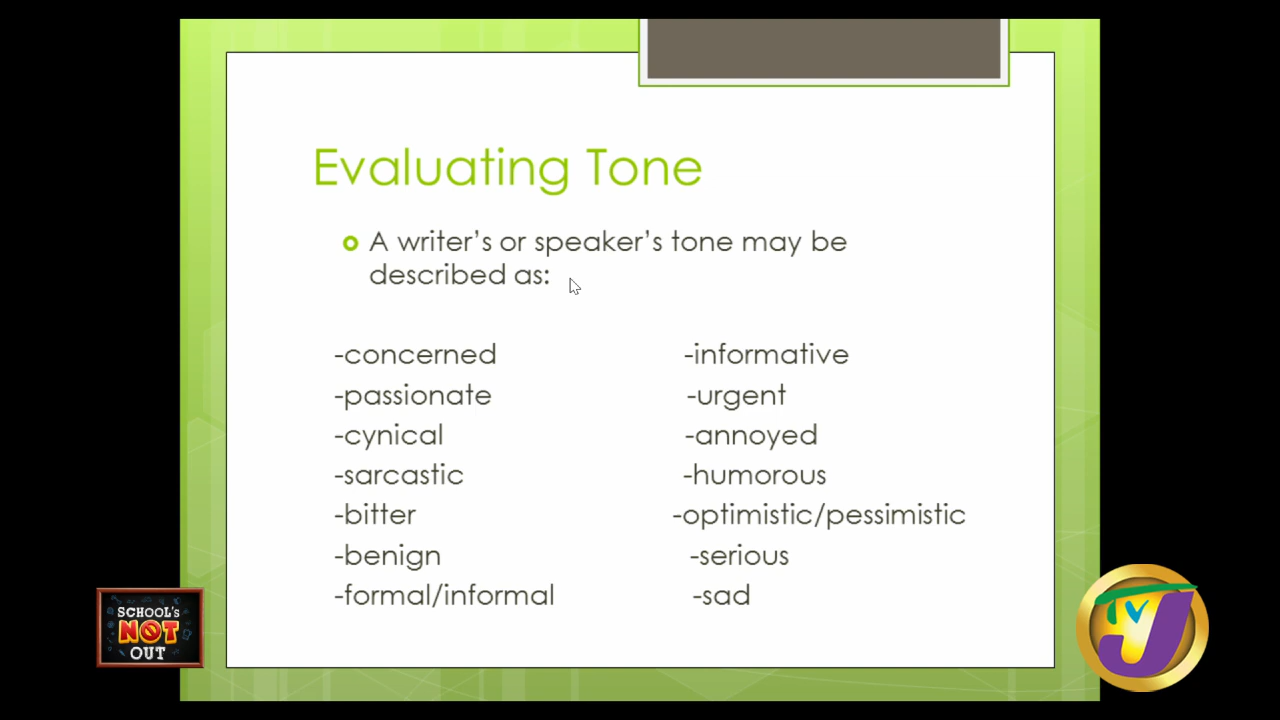 Evaluating Tone
A writer's or speaker's tone may be
described as:
-concerned
-passionate
-cynical
-sarcastic
-bitter
-benign
-formal/informal
-informative
-urgent
-annoyed
-humorous
-optimistic/pessimistic
-serious
-sad
SCHOOL'S
NOT
OUT
TVJ